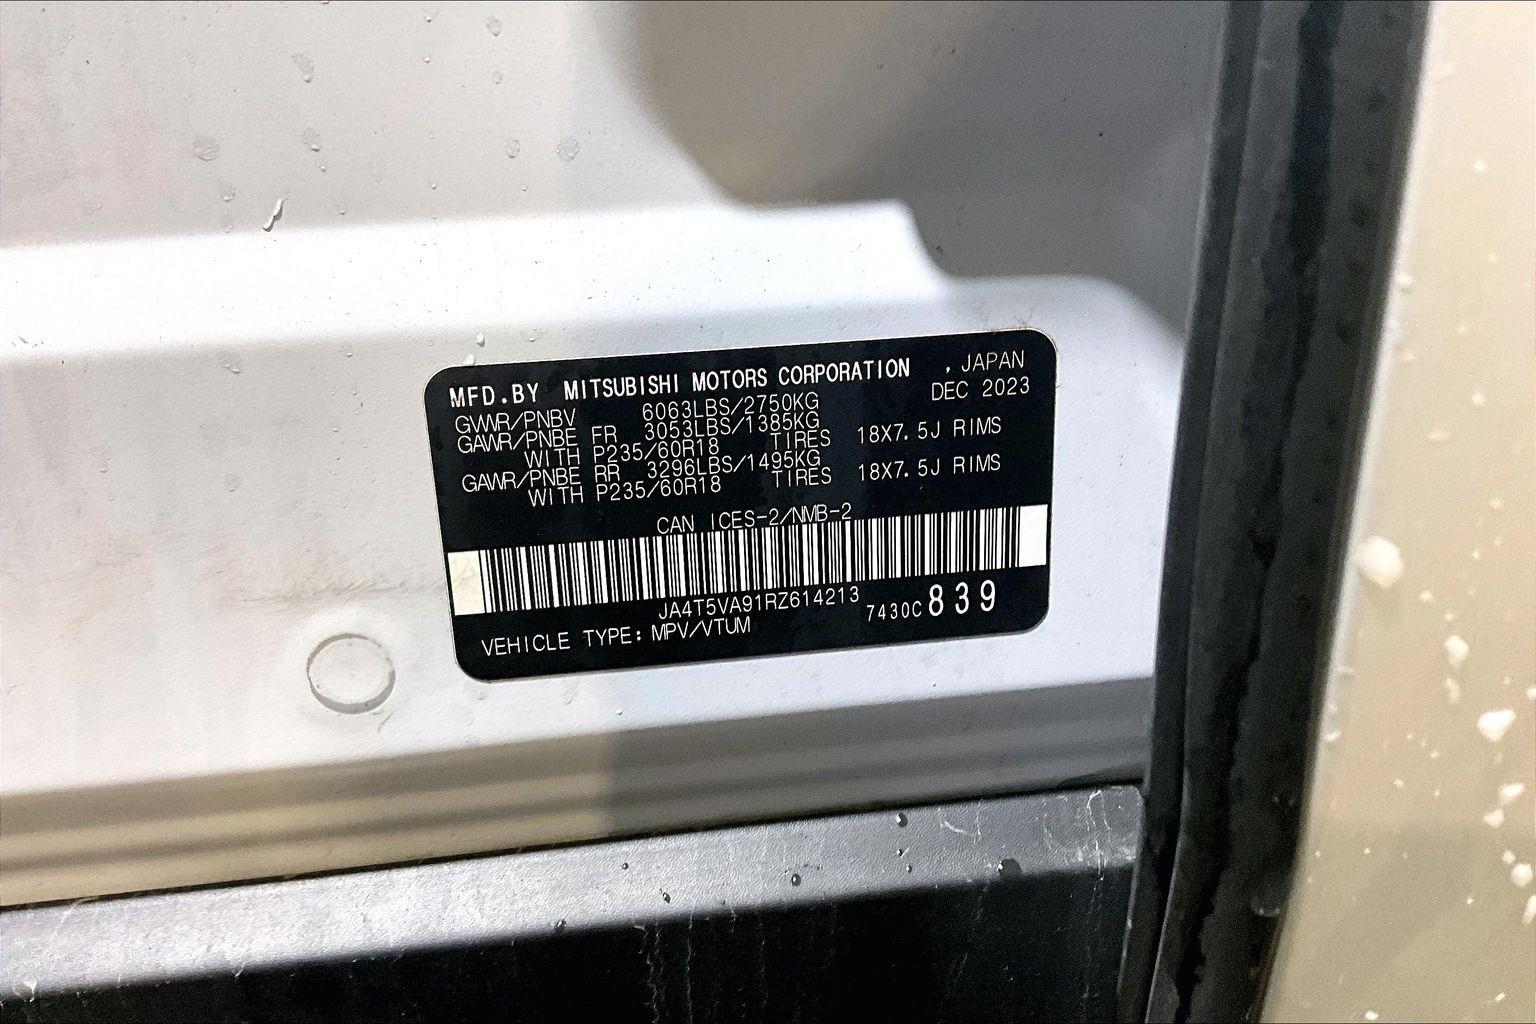 MFD.BY MITSUBISHI MOTORS CORPORATION , JAPAN
DEC 2023
GVWR/PNBV 6063LBS/2750KG
GAWR/PNBE FR 3053LBS/1385KG
WITH P235/60R18 TIRES 18X7.5J RIMS
GAWR/PNBE RR 3296LBS/1495KG
WITH P235/60R18 TIRES 18X7.5J RIMS
CAN ICES-2/NMB-2
JA4T5VA91RZ614213
7430C 839
VEHICLE TYPE: MPV/VTUM